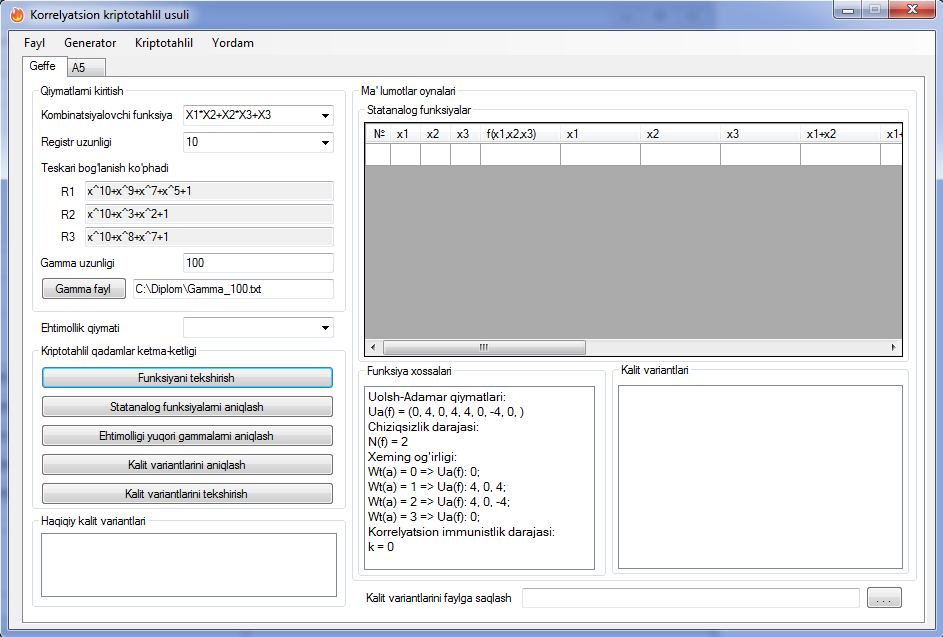 Korrelyatsion kriptotahlil usuli
Fayl Generator Kriptotahlil Yordam
Geffe A5
Qiymatlarni kiritish
Kombinatsiyalovchi funksiya X1*X2+X2*X3+X3
Registr uzunligi 10
Teskari bog'lanish ko'phadi
R1 x^10+x^9+x^7+x^5+1
R2 x^10+x^3+x^2+1
R3 x^10+x^8+x^7+1
Gamma uzunligi 100
Gamma fayl C:\Diplom\Gamma_100.txt
Ehtimollik qiymati
Kriptotahlil qadamlar ketma-ketligi
Funksiyani tekshirish
Statanalog funksiyalarni aniqlash
Ehtimolligi yuqori gammalarni aniqlash
Kalit variantlarini aniqlash
Kalit variantlarini tekshirish
Haqiqiy kalit variantlari
Ma'lumotlar oynalari
Statanalog funksiyalar
№ x1 x2 x3 f(x1,x2,x3) x1 x2 x3 x1+x2 x1+
Funksiya xossalari
Uolsh-Adamar qiymatlari:
Ua(f) = (0, 4, 0, 4, 4, 0, -4, 0, )
Chiziqsizlik darajasi:
N(f) = 2
Xeming og'irligi:
Wt(a) = 0 => Ua(f): 0;
Wt(a) = 1 => Ua(f): 4, 0, 4;
Wt(a) = 2 => Ua(f): 4, 0, -4;
Wt(a) = 3 => Ua(f): 0;
Korrelyatsion immunistlik darajasi:
k = 0
Kalit variantlari
Kalit variantlarini faylga saqlash ...